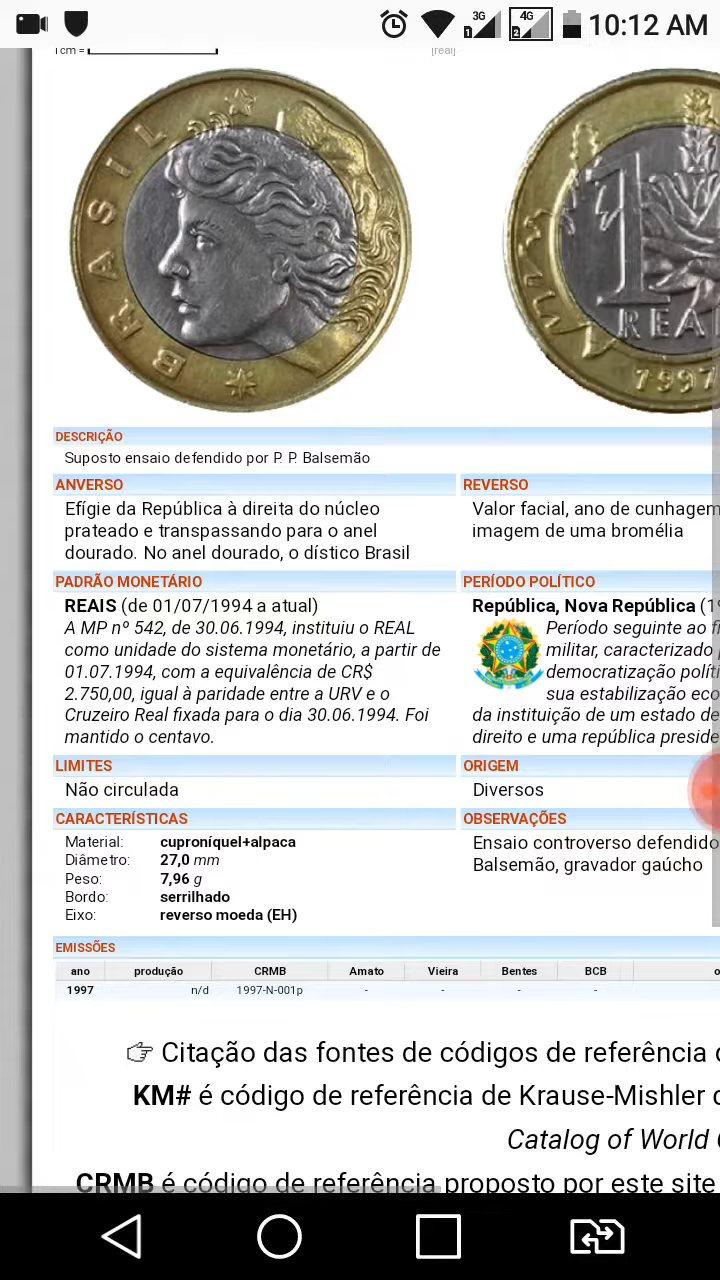 3G 4G 10:12 AM
1 2
1 cm =
[real]
BRASIL
1
REA
1997
DESCRIÇÃO
Suposto ensaio defendido por P. P. Balsemão
ANVERSO
Efígie da República à direita do núcleo
prateado e transpassando para o anel
dourado. No anel dourado, o dístico Brasil
REVERSO
Valor facial, ano de cunhagem
imagem de uma bromélia
PADRÃO MONETÁRIO
REAIS (de 01/07/1994 a atual)
A MP nº 542, de 30.06.1994, instituiu o REAL
como unidade do sistema monetário, a partir de
01.07.1994, com a equivalência de CR$
2.750,00, igual à paridade entre a URV e o
Cruzeiro Real fixada para o dia 30.06.1994. Foi
mantido o centavo.
PERÍODO POLÍTICO
República, Nova República (19
Período seguinte ao fi
militar, caracterizado p
democratização polític
sua estabilização eco
da instituição de um estado de
direito e uma república preside
LIMITES
Não circulada
ORIGEM
Diversos
CARACTERÍSTICAS
Material: cuproníquel+alpaca
Diâmetro: 27,0 mm
Peso: 7,96 g
Bordo: serrilhado
Eixo: reverso moeda (EH)
OBSERVAÇÕES
Ensaio controverso defendido
Balsemão, gravador gaúcho
EMISSÕES
ano produção CRMB Amato Vieira Bentes BCB o
1997 n/d 1997-N-001p - - - -
☞ Citação das fontes de códigos de referência
KM# é código de referência de Krause-Mishler
Catalog of World
CRMB é código de referência proposto por este site